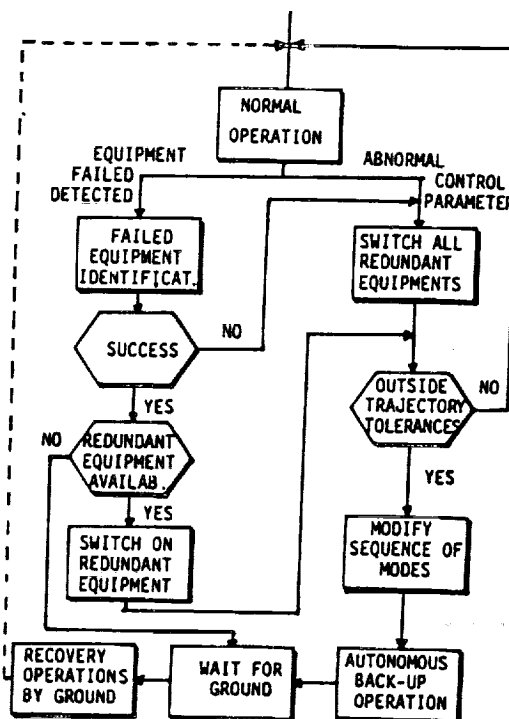 NORMAL
OPERATION
EQUIPMENT
FAILED
DETECTED
ABNORMAL
CONTROL
PARAMETER
FAILED
EQUIPMENT
IDENTIFICAT.
SWITCH ALL
REDUNDANT
EQUIPMENTS
SUCCESS
NO
OUTSIDE
TRAJECTORY
TOLERANCES
NO
YES
NO
REDUNDANT
EQUIPMENT
AVAILAB.
YES
YES
SWITCH ON
REDUNDANT
EQUIPMENT
MODIFY
SEQUENCE OF
MODES
RECOVERY
OPERATIONS
BY GROUND
WAIT FOR
GROUND
AUTONOMOUS
BACK-UP
OPERATION